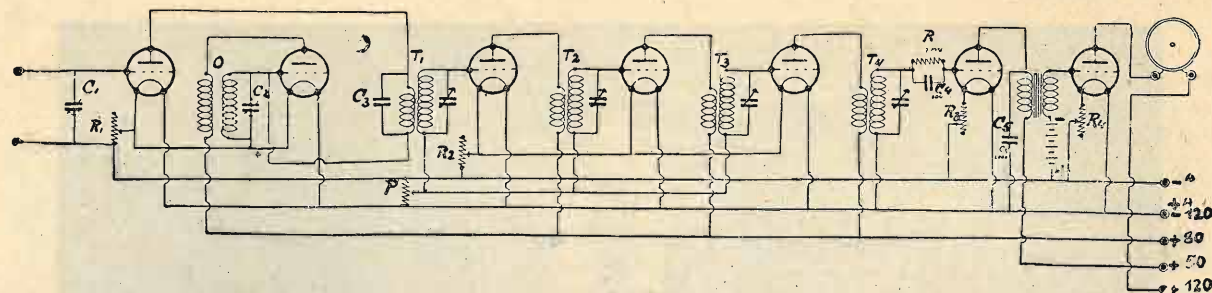 O
T₁
T₂
T₃
T₄
R
C₁
C₂
C₃
C₄
R₁
R₂
R₃
C₅
R₄
P
- 4
+ 4
- 120
+ 80
+ 50
+ 120